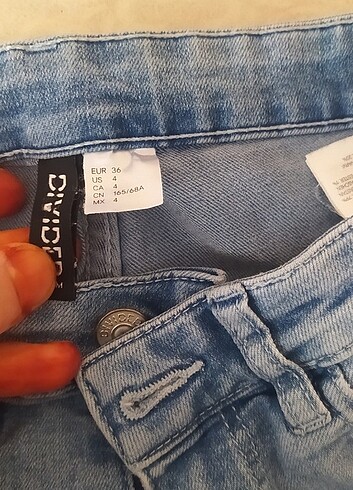 DIVIDED
EUR 36
US 4
CA 4
CN 165/68A
MX 4